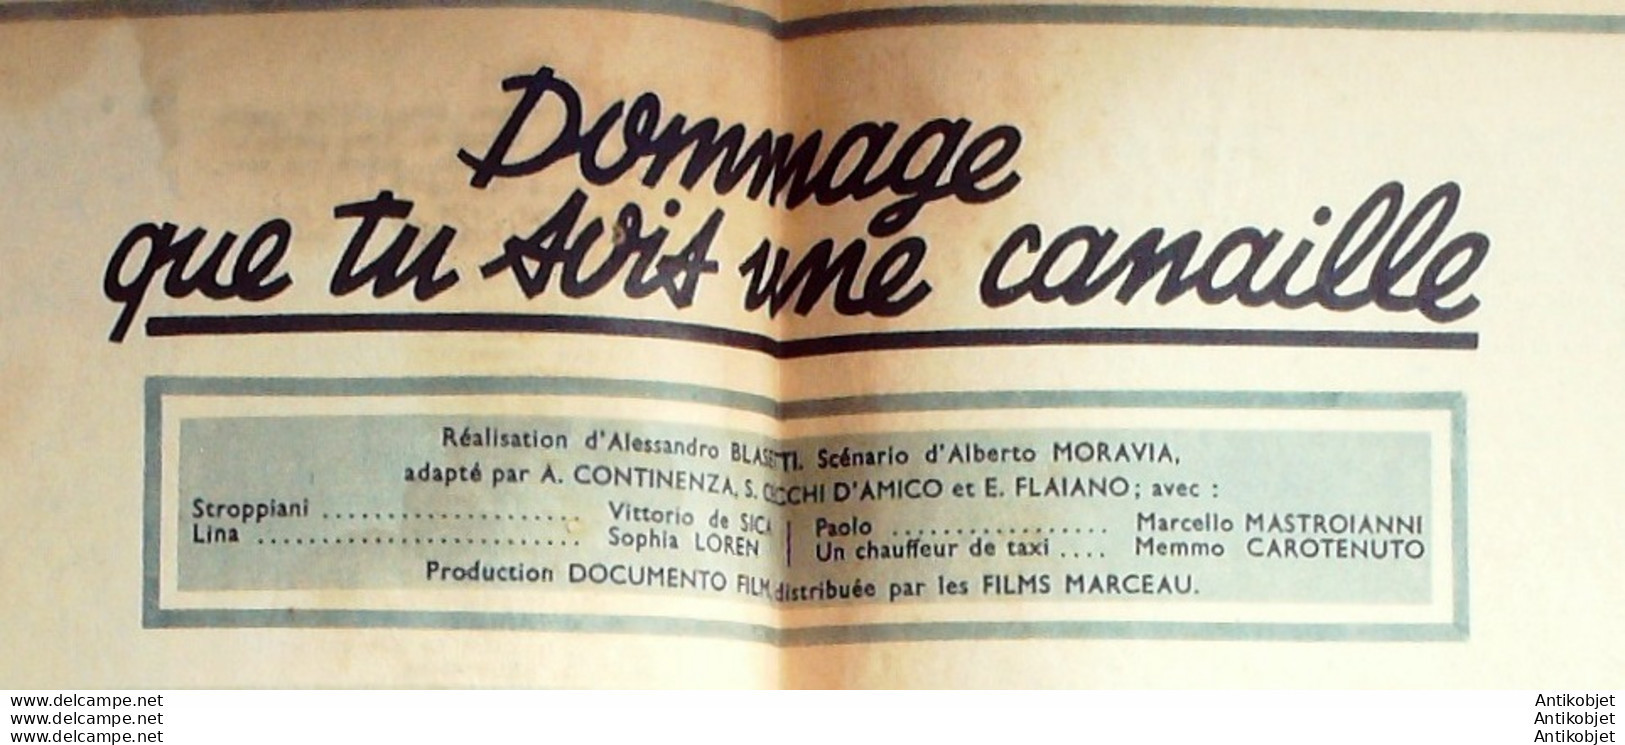 Dommage
que tu sois une canaille
Réalisation d'Alessandro BLASETTI. Scénario d'Alberto MORAVIA,
adapté par A. CONTINENZA, S. CECCHI D'AMICO et E. FLAIANO; avec :
Stroppiani .................... Vittorio de SICA | Paolo ................. Marcello MASTROIANNI
Lina ......................... Sophia LOREN | Un chauffeur de taxi .... Memmo CAROTENUTO
Production DOCUMENTO FILM, distribuée par les FILMS MARCEAU.
www.delcampe.net Antikobjet
www.delcampe.net Antikobjet
www.delcampe.net Antikobjet